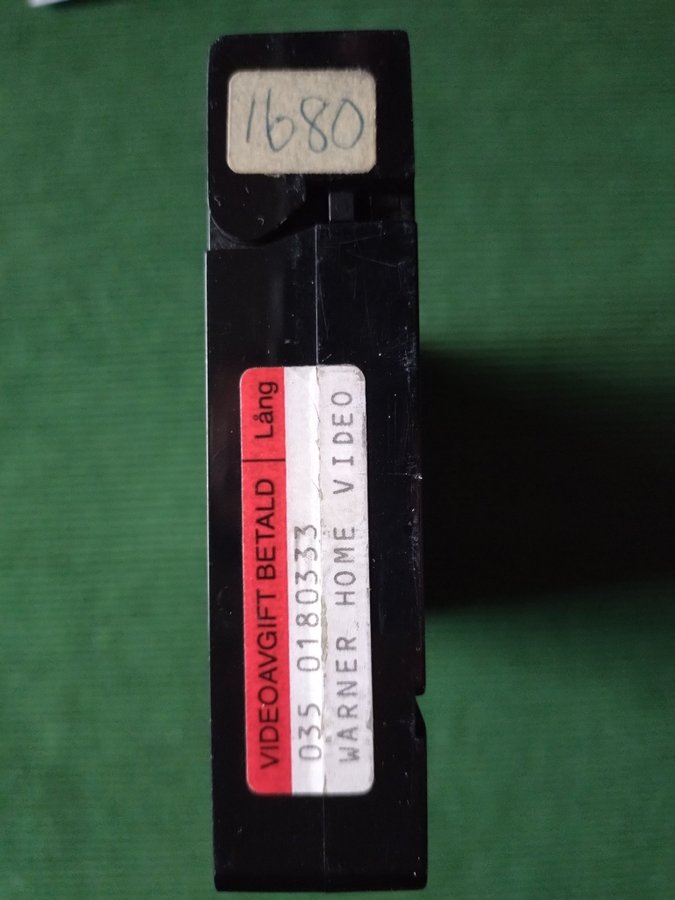 1680
VIDEOAVGIFT BETALD | Lång
035 0180333
WARNER HOME VIDEO